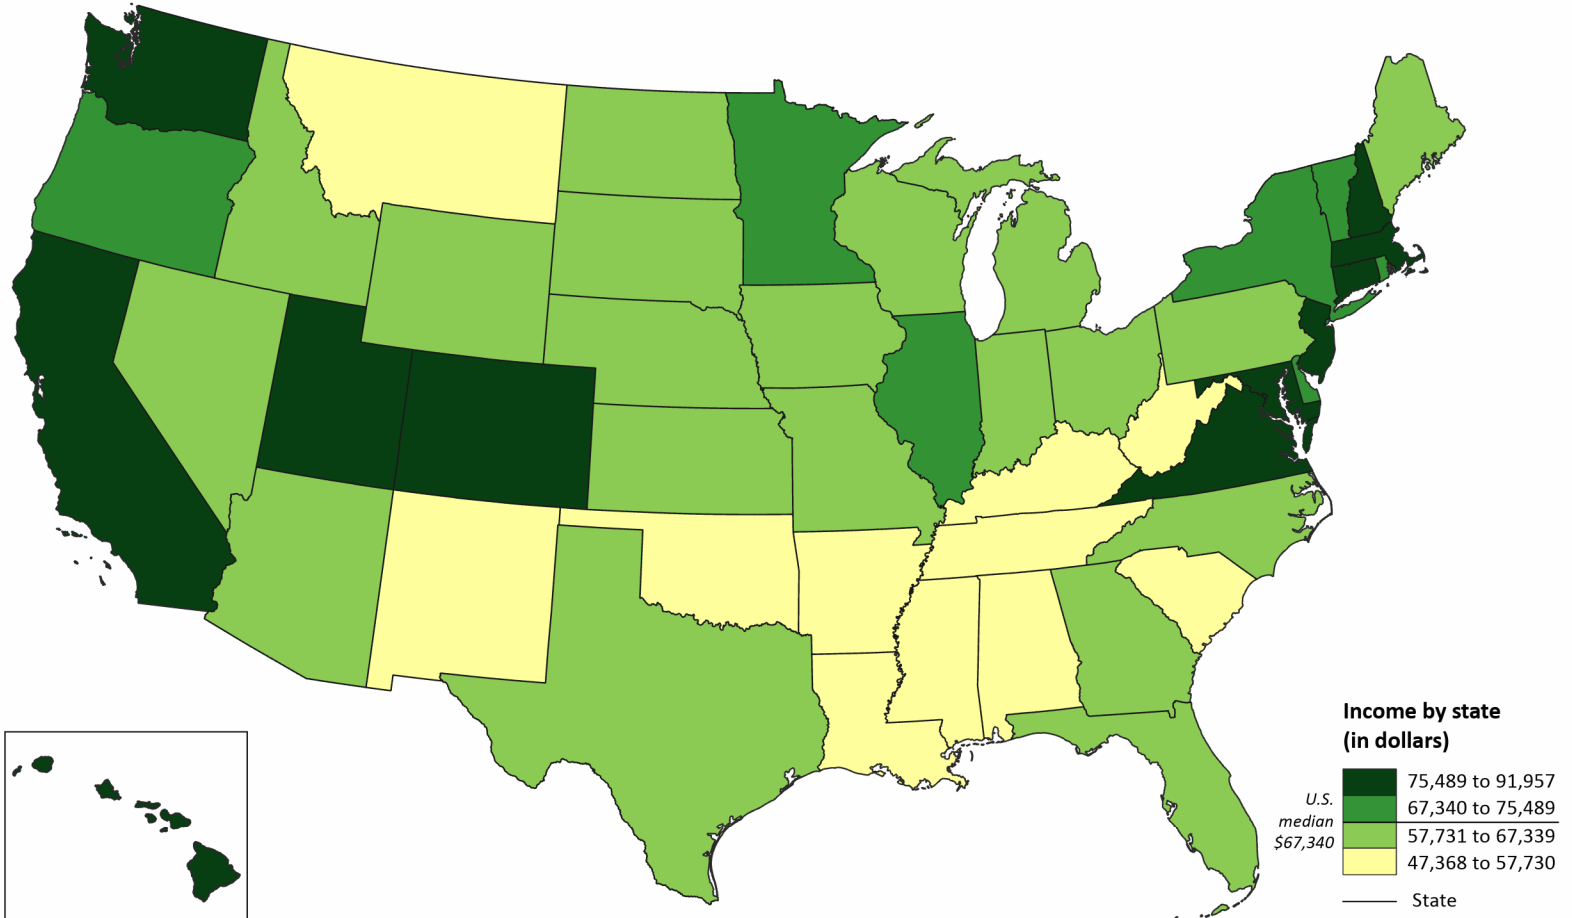 Income by state
(in dollars)
75,489 to 91,957
67,340 to 75,489
U.S.
median
$67,340
57,731 to 67,339
47,368 to 57,730
State